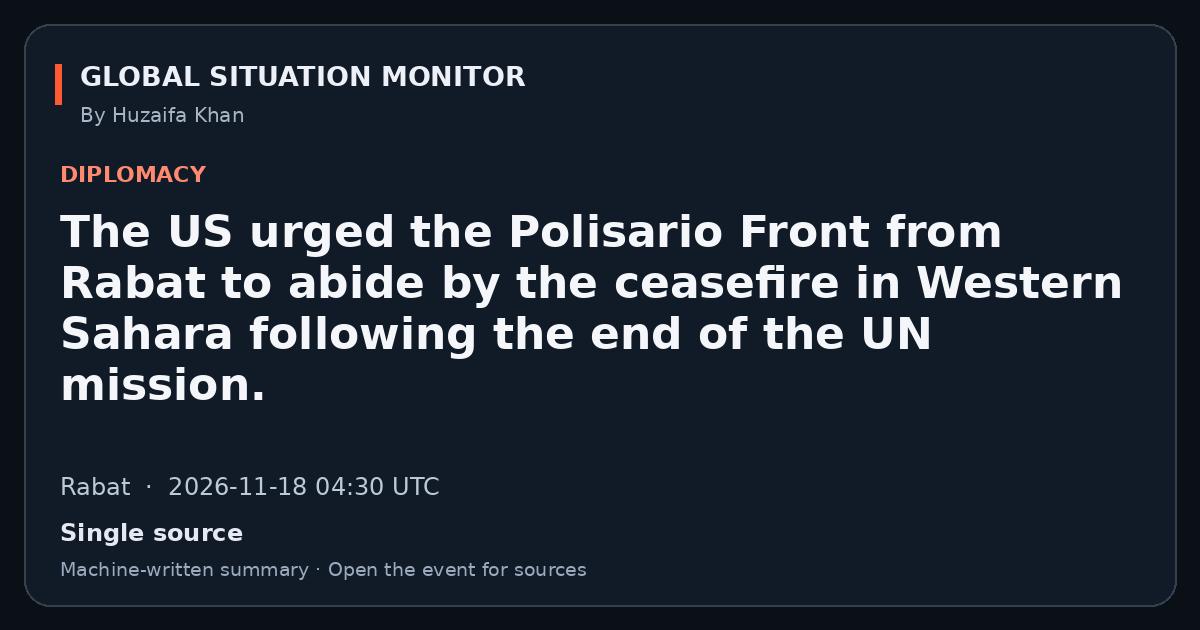 GLOBAL SITUATION MONITOR
By Huzaifa Khan
DIPLOMACY
The US urged the Polisario Front from
Rabat to abide by the ceasefire in Western
Sahara following the end of the UN
mission.
Rabat · 2026-11-18 04:30 UTC
Single source
Machine-written summary · Open the event for sources